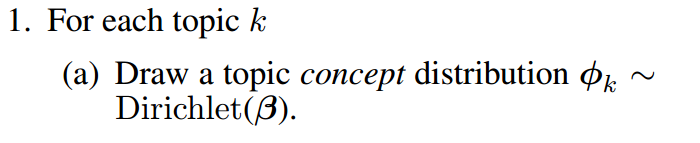 1. For each topic k
(a) Draw a topic concept distribution ϕₖ ∼
Dirichlet(𝜷).